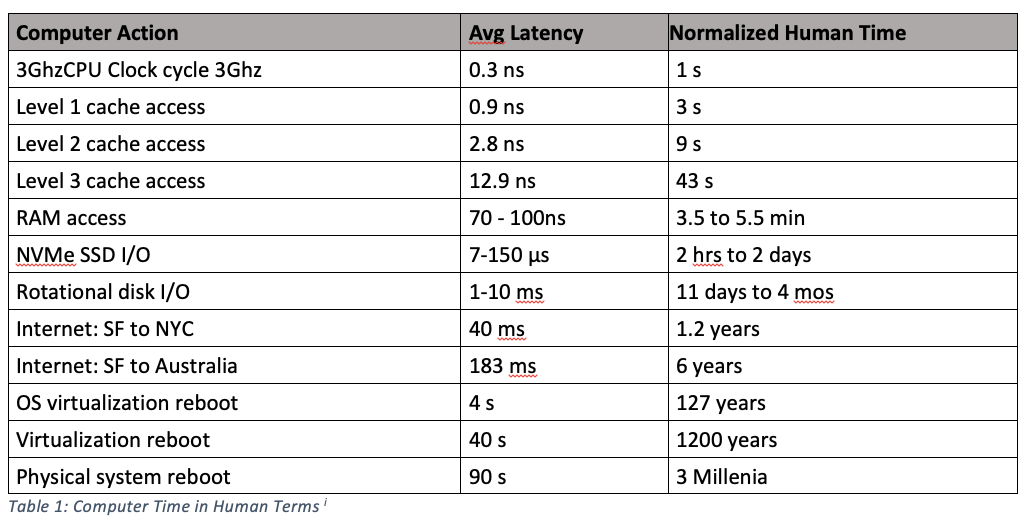 Computer Action Avg Latency Normalized Human Time
3GhzCPU Clock cycle 3Ghz 0.3 ns 1 s
Level 1 cache access 0.9 ns 3 s
Level 2 cache access 2.8 ns 9 s
Level 3 cache access 12.9 ns 43 s
RAM access 70 - 100ns 3.5 to 5.5 min
NVMe SSD I/O 7-150 μs 2 hrs to 2 days
Rotational disk I/O 1-10 ms 11 days to 4 mos
Internet: SF to NYC 40 ms 1.2 years
Internet: SF to Australia 183 ms 6 years
OS virtualization reboot 4 s 127 years
Virtualization reboot 40 s 1200 years
Physical system reboot 90 s 3 Millenia
Table 1: Computer Time in Human Terms i